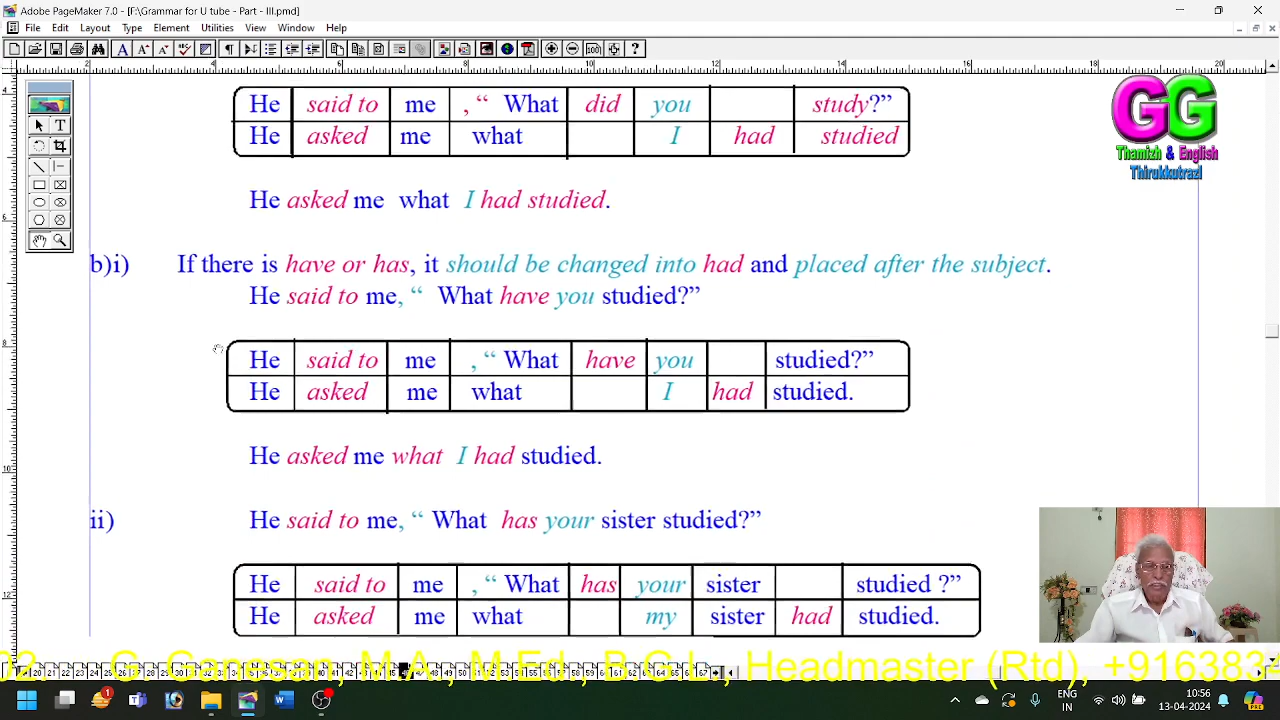 Adobe PageMaker 7.0 - [F:\Grammar for U tube - Part - III.pmd]
File Edit Layout Type Element Utilities View Window Help
He said to me , “ What did you study?”
He asked me what I had studied
GG
Thamizh & English
Thirukkutrazl
He asked me what I had studied.
b)i) If there is have or has, it should be changed into had and placed after the subject.
He said to me, “ What have you studied?”
He said to me , “ What have you studied?”
He asked me what I had studied.
He asked me what I had studied.
ii) He said to me, “ What has your sister studied?”
He said to me , “ What has your sister studied ?”
He asked me what my sister had studied.
G. Ganesan, M.A., M.Ed., B.G.L., Headmaster (Rtd), +916383
ENG 10:56
IN 13-04-2024